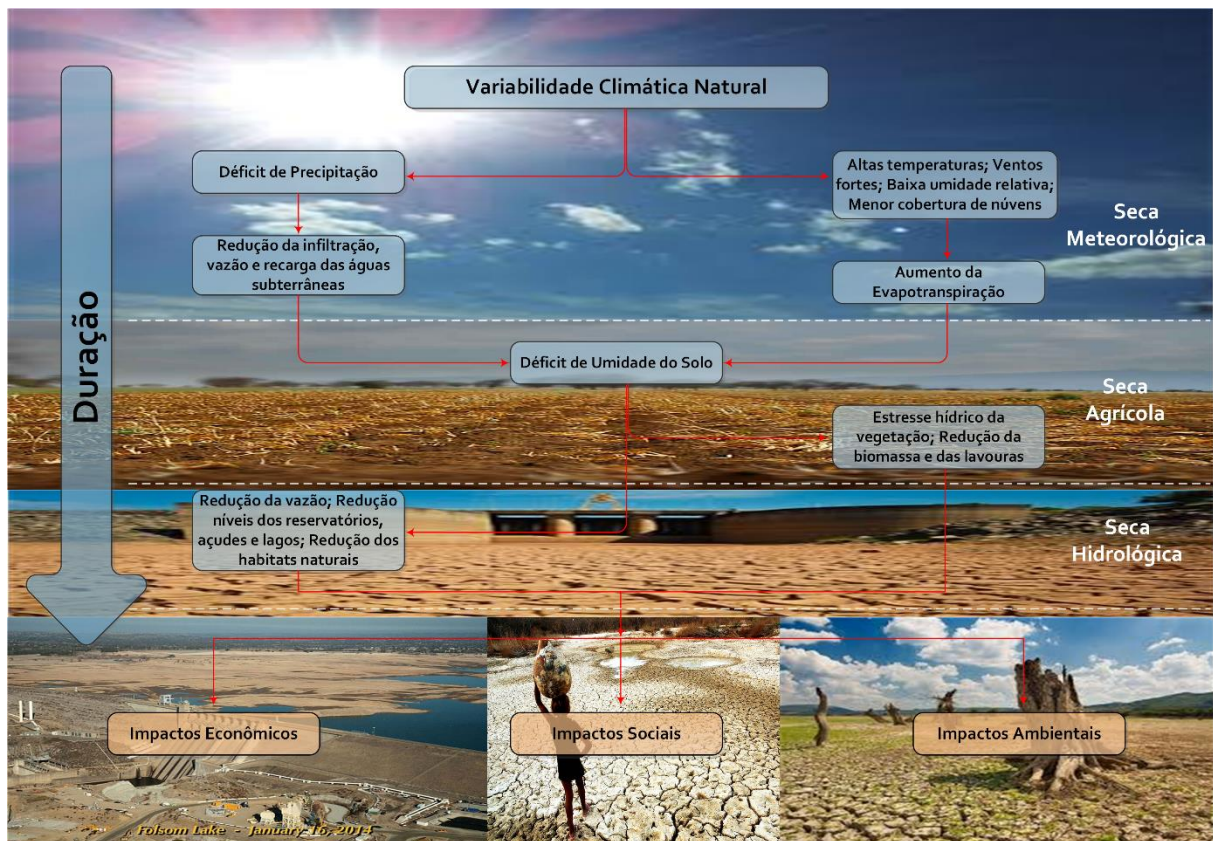 Variabilidade Climática Natural
Déficit de Precipitação
Altas temperaturas; Ventos
fortes; Baixa umidade relativa;
Menor cobertura de núvens
Seca
Meteorológica
Redução da infiltração,
vazão e recarga das águas
subterrâneas
Aumento da
Evapotranspiração
Duração
Déficit de Umidade do Solo
Seca
Agrícola
Estresse hídrico da
vegetação; Redução da
biomassa e das lavouras
Redução da vazão; Redução
níveis dos reservatórios,
açudes e lagos; Redução dos
habitats naturais
Seca
Hidrológica
Impactos Econômicos
Impactos Sociais
Impactos Ambientais
Folsom Lake - January 16, 2014